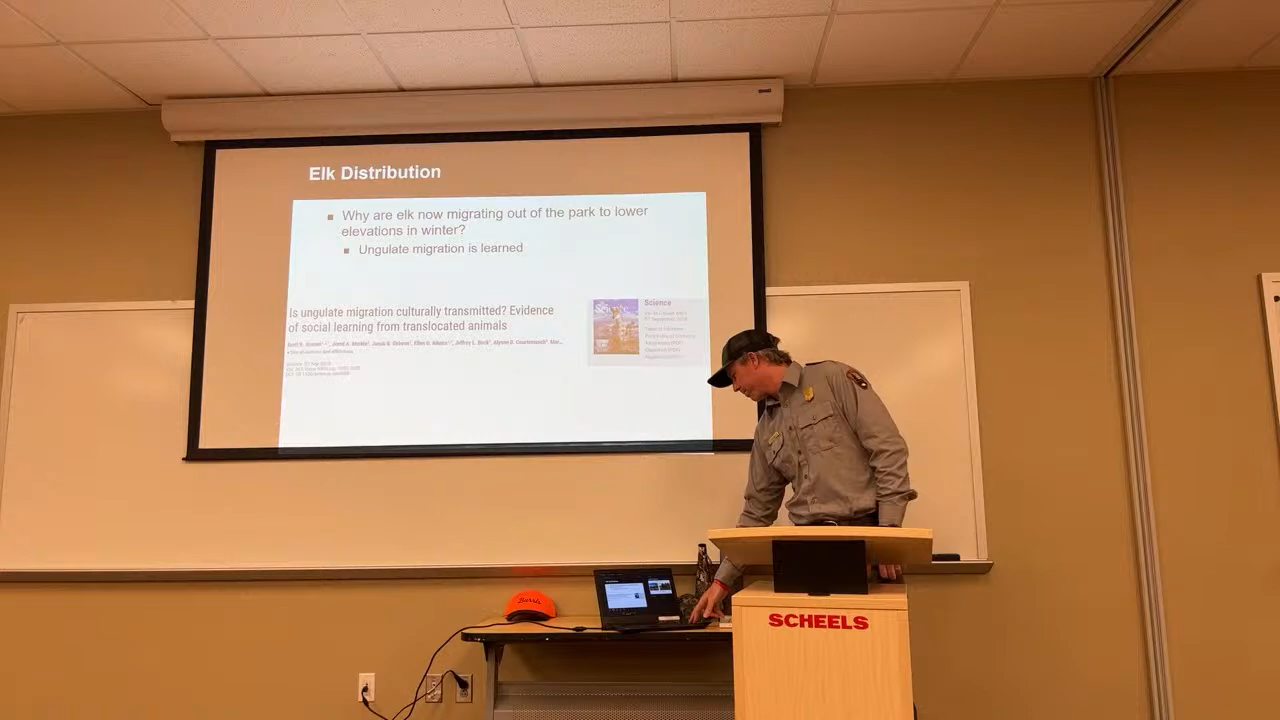 Elk Distribution
Why are elk now migrating out of the park to lower
elevations in winter?
Ungulate migration is learned
Is ungulate migration culturally transmitted? Evidence
of social learning from translocated animals
Science
SCHEELS